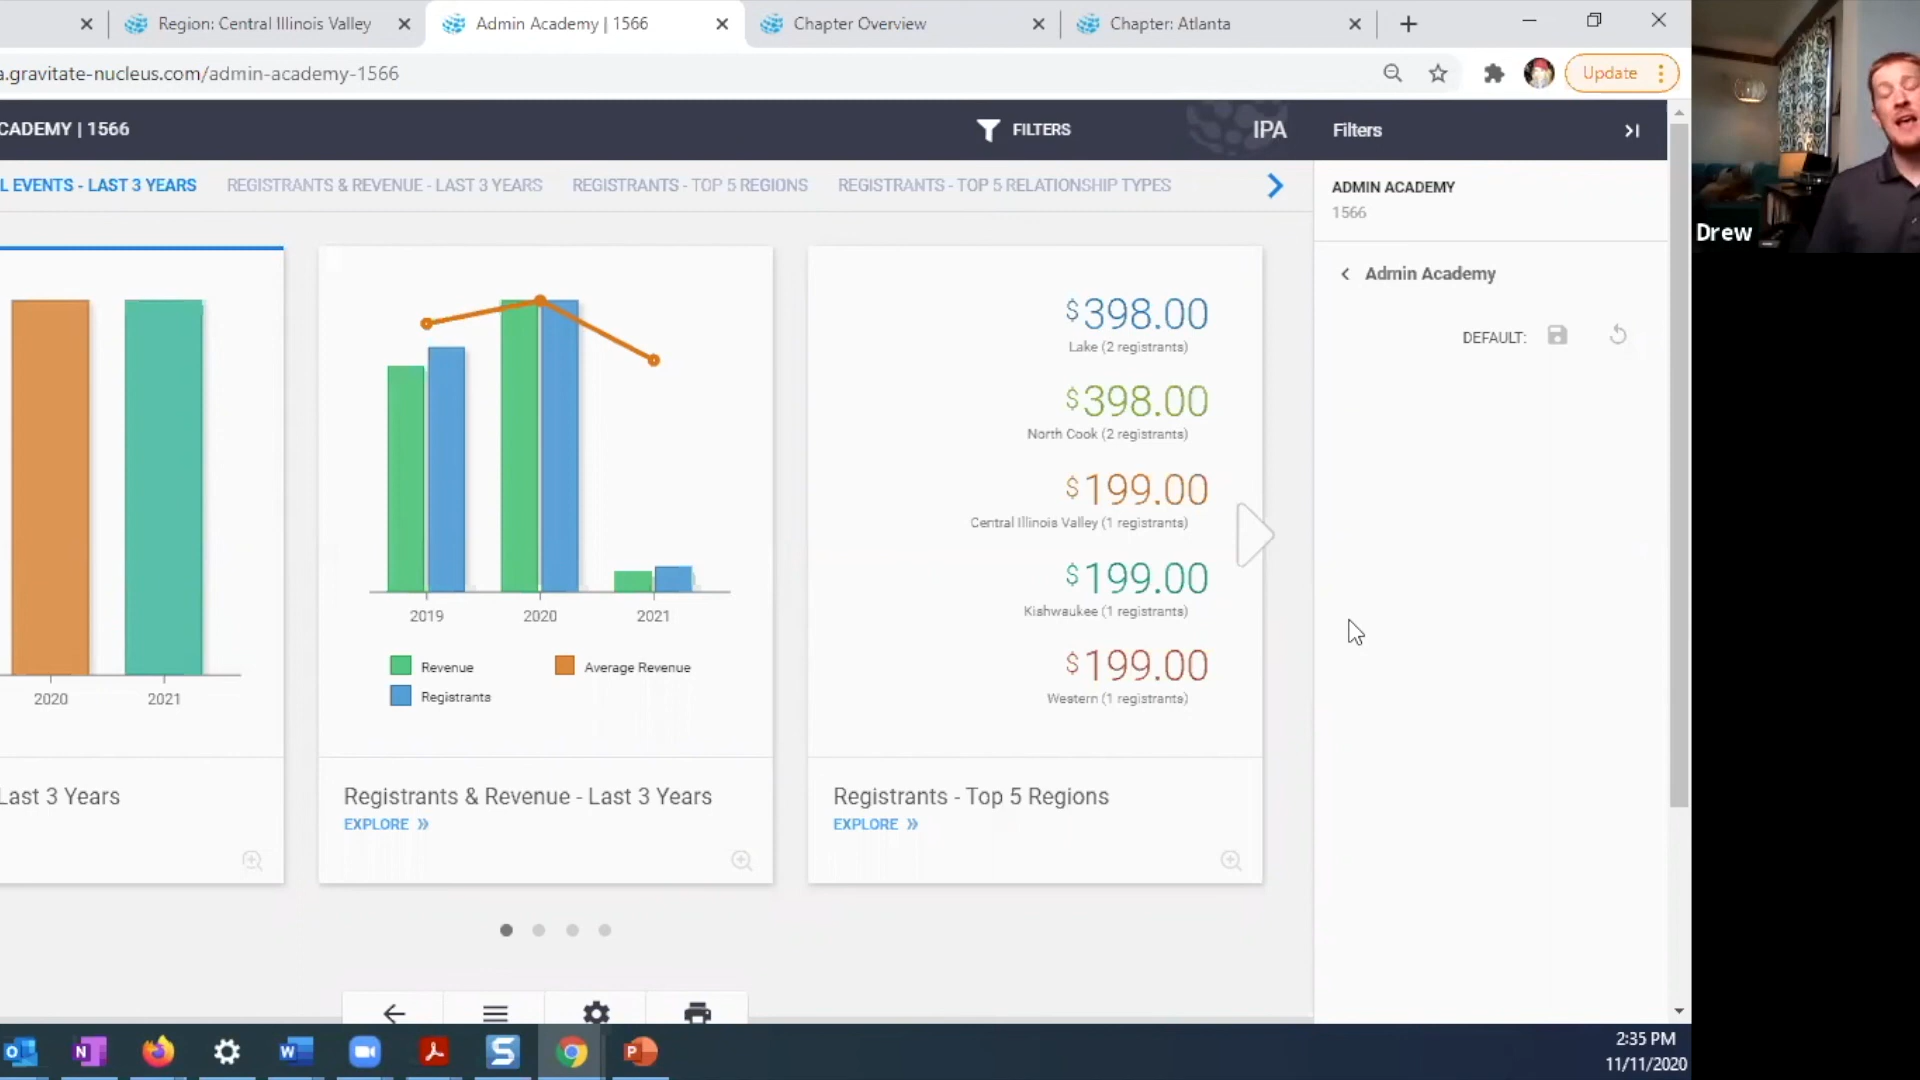 Region: Central Illinois Valley
Admin Academy | 1566
Chapter Overview
Chapter: Atlanta
a.gravitate-nucleus.com/admin-academy-1566
Update
CADEMY | 1566
FILTERS
IPA
Filters
L EVENTS - LAST 3 YEARS
REGISTRANTS & REVENUE - LAST 3 YEARS
REGISTRANTS - TOP 5 REGIONS
REGISTRANTS - TOP 5 RELATIONSHIP TYPES
ADMIN ACADEMY
1566
Admin Academy
DEFAULT:
Drew
2020
2021
Last 3 Years
2019
2020
2021
Revenue
Average Revenue
Registrants
Registrants & Revenue - Last 3 Years
EXPLORE »
$398.00
Lake (2 registrants)
$398.00
North Cook (2 registrants)
$199.00
Central Illinois Valley (1 registrants)
$199.00
Kishwaukee (1 registrants)
$199.00
Western (1 registrants)
Registrants - Top 5 Regions
EXPLORE »
2:35 PM
11/11/2020